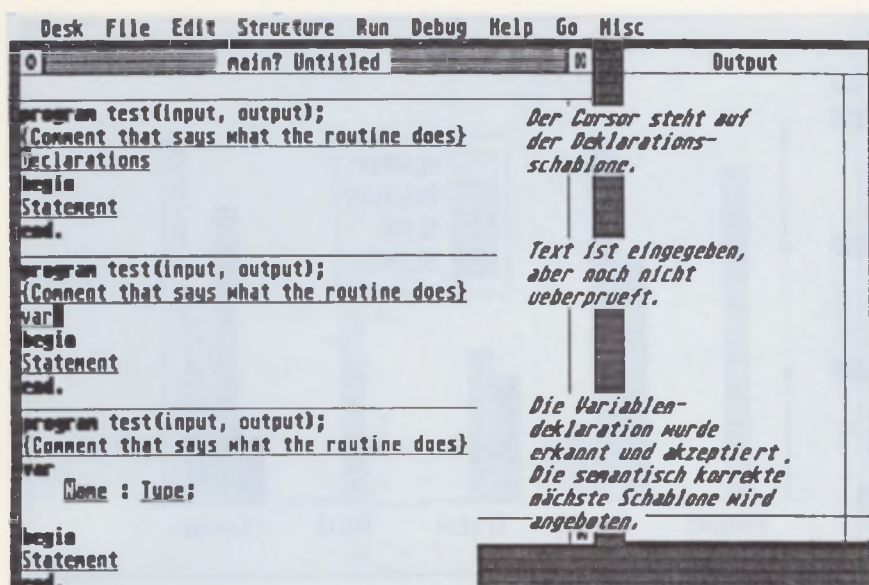 Desk File Edit Structure Run Debug Help Go Misc
main? Untitled
Output
program test(input, output);
{Comment that says what the routine does}
Declarations
begin
Statement
end.
Der Cursor steht auf
der Deklarations-
schablone.
program test(input, output);
{Comment that says what the routine does}
var
begin
Statement
end.
Text ist eingegeben,
aber noch nicht
ueberprueft.
program test(input, output);
{Comment that says what the routine does}
var
Name : Type;
begin
Statement
end.
Die Variablen-
deklaration wurde
erkannt und akzeptiert.
Die semantisch korrekte
nächste Schablone wird
angeboten.